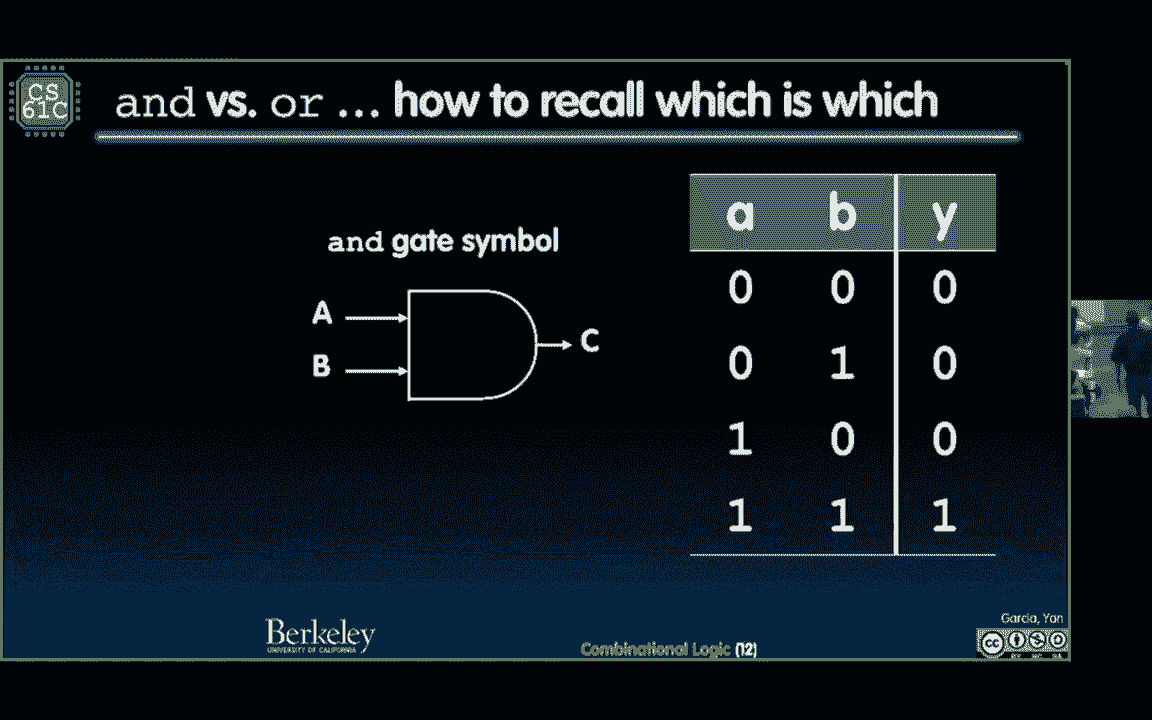 CS
61C
and vs. or ... how to recall which is which
and gate symbol
A
B
C
a b y
0 0 0
0 1 0
1 0 0
1 1 1
Berkeley
UNIVERSITY OF CALIFORNIA
Combinational Logic (12)
Garcia, Yan
cc